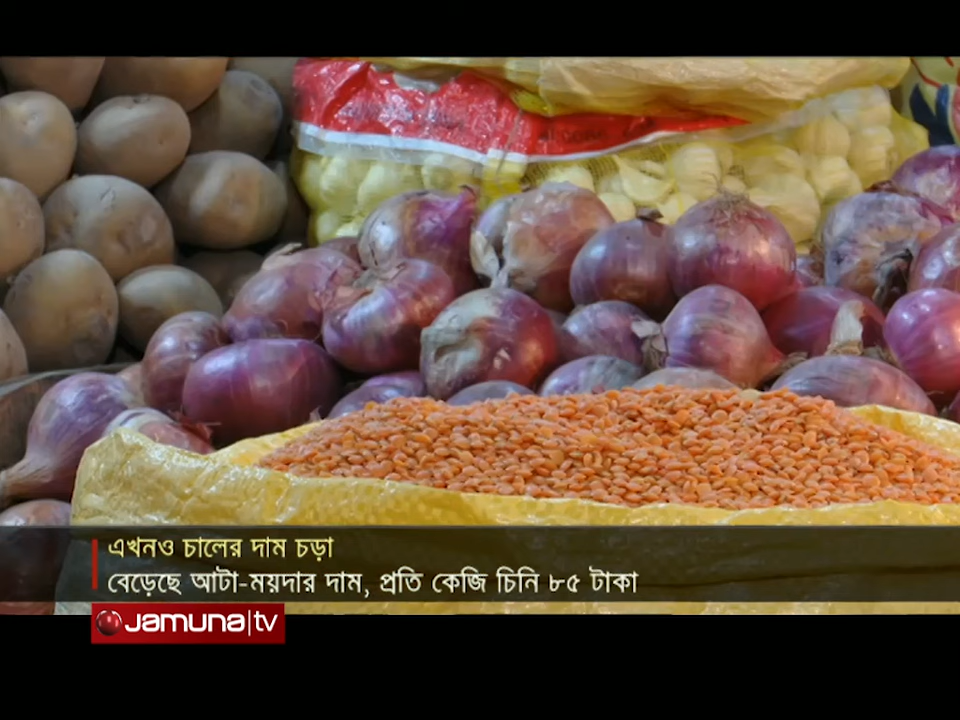 এখনও চালের দাম চড়া
বেড়েছে আটা-ময়দার দাম, প্রতি কেজি চিনি ৮৫ টাকা
Jamuna|tv